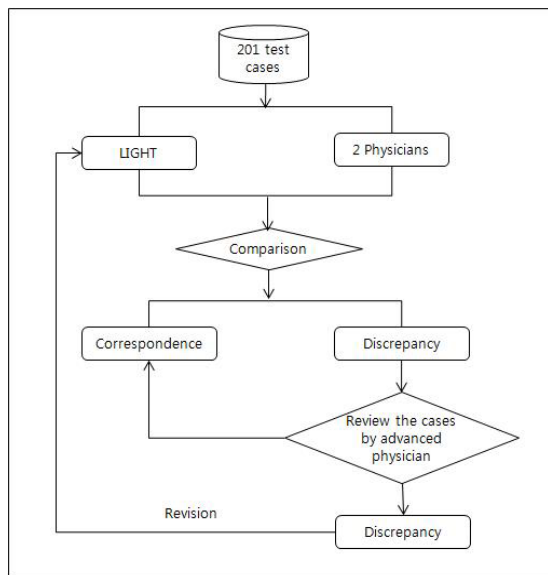 201 test
cases
LIGHT
2 Physicians
Comparison
Correspondence
Discrepancy
Review the cases
by advanced
physician
Revision
Discrepancy